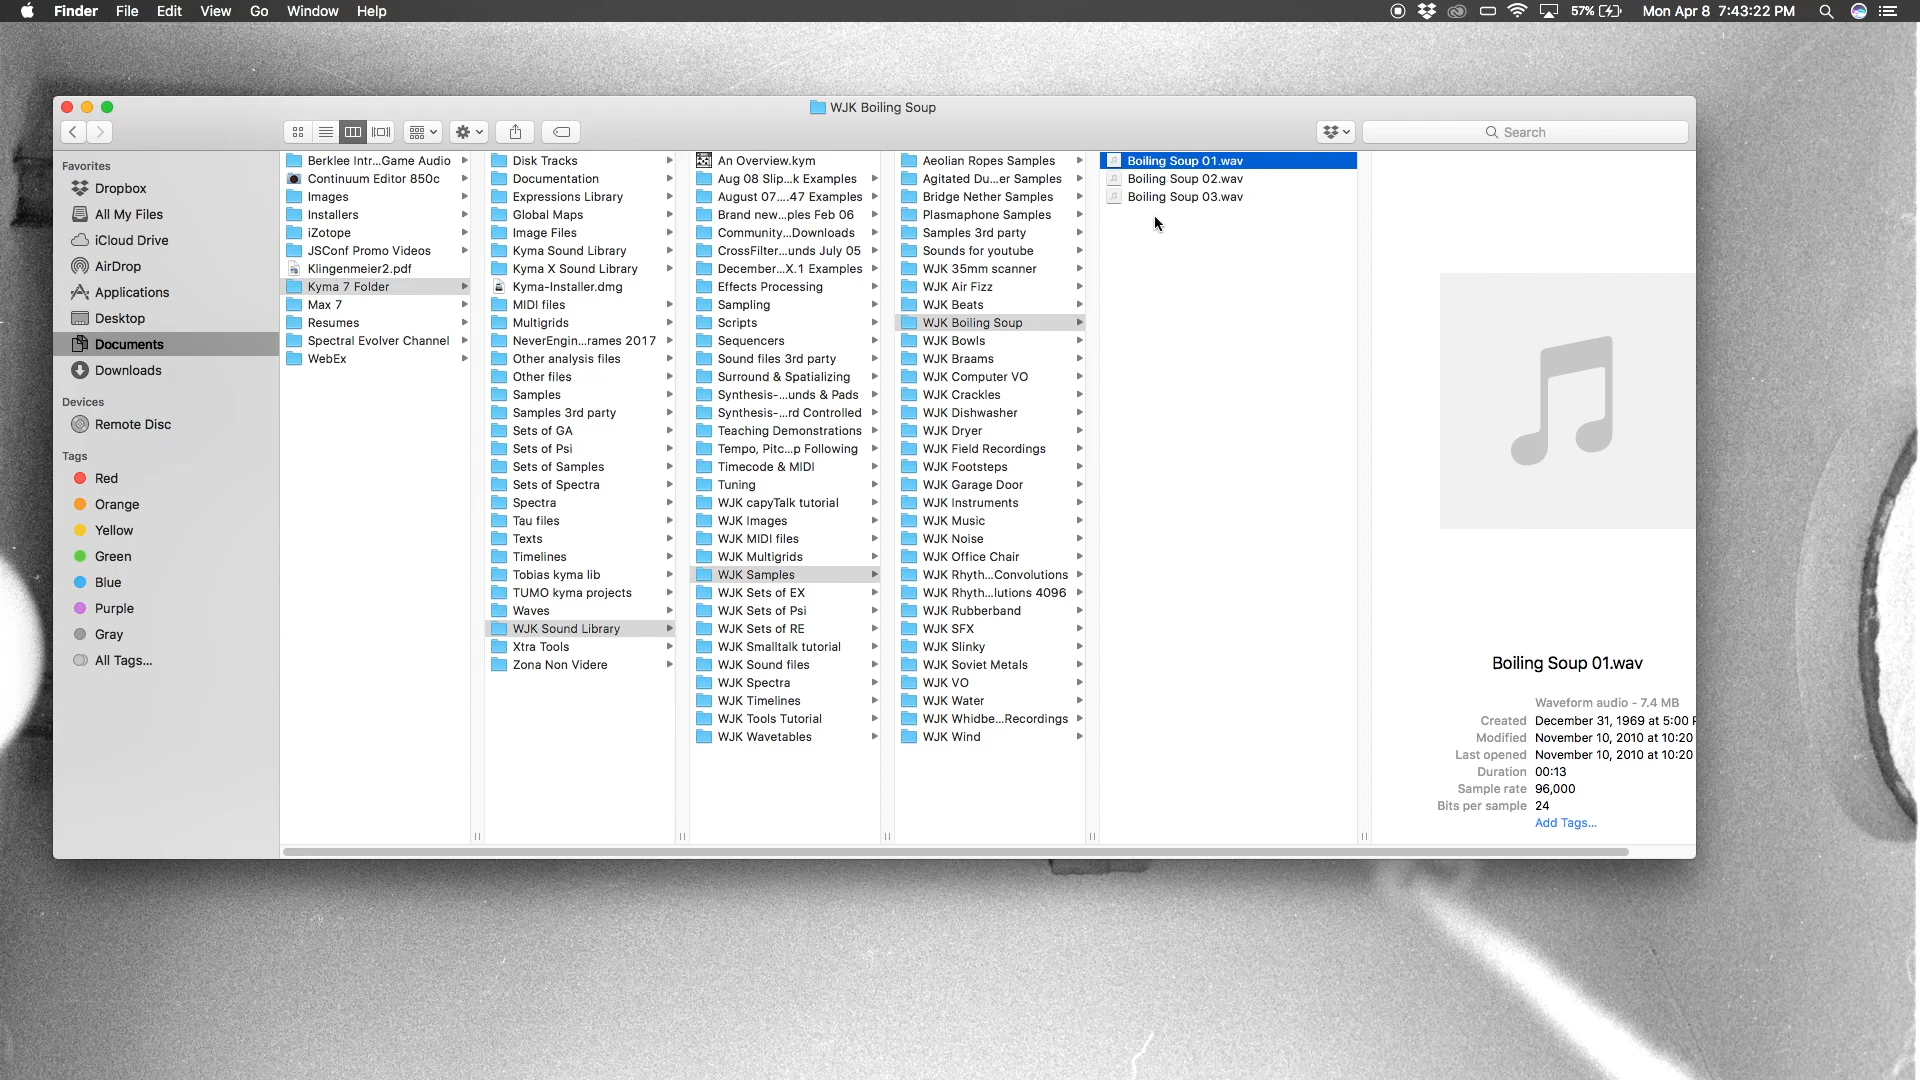 Finder File Edit View Go Window Help 57% Mon Apr 8 7:43:22 PM
WJK Boiling Soup
Search
Favorites
Dropbox
All My Files
iCloud Drive
AirDrop
Applications
Desktop
Documents
Downloads
Devices
Remote Disc
Tags
Red
Orange
Yellow
Green
Blue
Purple
Gray
All Tags...
Berklee Intr...Game Audio
Continuum Editor 850c
Images
Installers
iZotope
JSConf Promo Videos
Klingenmeier2.pdf
Kyma 7 Folder
Max 7
Resumes
Spectral Evolver Channel
WebEx
Disk Tracks
Documentation
Expressions Library
Global Maps
Image Files
Kyma Sound Library
Kyma X Sound Library
Kyma-Installer.dmg
MIDI files
Multigrids
NeverEngin...rames 2017
Other analysis files
Other files
Samples
Samples 3rd party
Sets of GA
Sets of Psi
Sets of Samples
Sets of Spectra
Spectra
Tau files
Texts
Timelines
Tobias kyma lib
TUMO kyma projects
Waves
WJK Sound Library
Xtra Tools
Zona Non Videre
An Overview.kym
Aug 08 Slip...k Examples
August 07....47 Examples
Brand new...ples Feb 06
Community...Downloads
CrossFilter...unds July 05
December...X.1 Examples
Effects Processing
Sampling
Scripts
Sequencers
Sound files 3rd party
Surround & Spatializing
Synthesis-...unds & Pads
Synthesis-...rd Controlled
Teaching Demonstrations
Tempo, Pitc...p Following
Timecode & MIDI
Tuning
WJK capyTalk tutorial
WJK Images
WJK MIDI files
WJK Multigrids
WJK Samples
WJK Sets of EX
WJK Sets of Psi
WJK Sets of RE
WJK Smalltalk tutorial
WJK Sound files
WJK Spectra
WJK Timelines
WJK Tools Tutorial
WJK Wavetables
Aeolian Ropes Samples
Agitated Du...er Samples
Bridge Nether Samples
Plasmaphone Samples
Samples 3rd party
Sounds for youtube
WJK 35mm scanner
WJK Air Fizz
WJK Beats
WJK Boiling Soup
WJK Bowls
WJK Braams
WJK Computer VO
WJK Crackles
WJK Dishwasher
WJK Dryer
WJK Field Recordings
WJK Footsteps
WJK Garage Door
WJK Instruments
WJK Music
WJK Noise
WJK Office Chair
WJK Rhyth...Convolutions
WJK Rhyth...lutions 4096
WJK Rubberband
WJK SFX
WJK Slinky
WJK Soviet Metals
WJK VO
WJK Water
WJK Whidbe...Recordings
WJK Wind
Boiling Soup 01.wav
Boiling Soup 02.wav
Boiling Soup 03.wav
Boiling Soup 01.wav
Waveform audio - 7.4 MB
Created December 31, 1969 at 5:00
Modified November 10, 2010 at 10:20
Last opened November 10, 2010 at 10:20
Duration 00:13
Sample rate 96,000
Bits per sample 24
Add Tags...